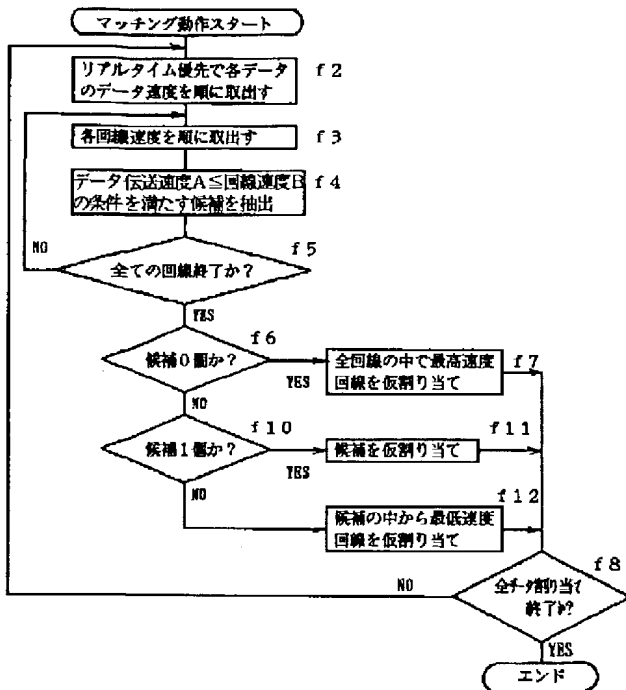 マッチング動作スタート
リアルタイム優先で各データ
のデータ速度を順に取出す
f2
各回線速度を順に取出す
f3
データ伝送速度A≦回線速度B
の条件を満たす候補を抽出
f4
f5
NO
全ての回線終了か?
YES
f6
候補0個か?
YES
全回線の中で最高速度
回線を仮割り当て
f7
NO
f10
候補1個か?
YES
候補を仮割り当て
f11
NO
候補の中から最低速度
回線を仮割り当て
f12
f8
NO
全データ割り当て
終了か?
YES
エンド